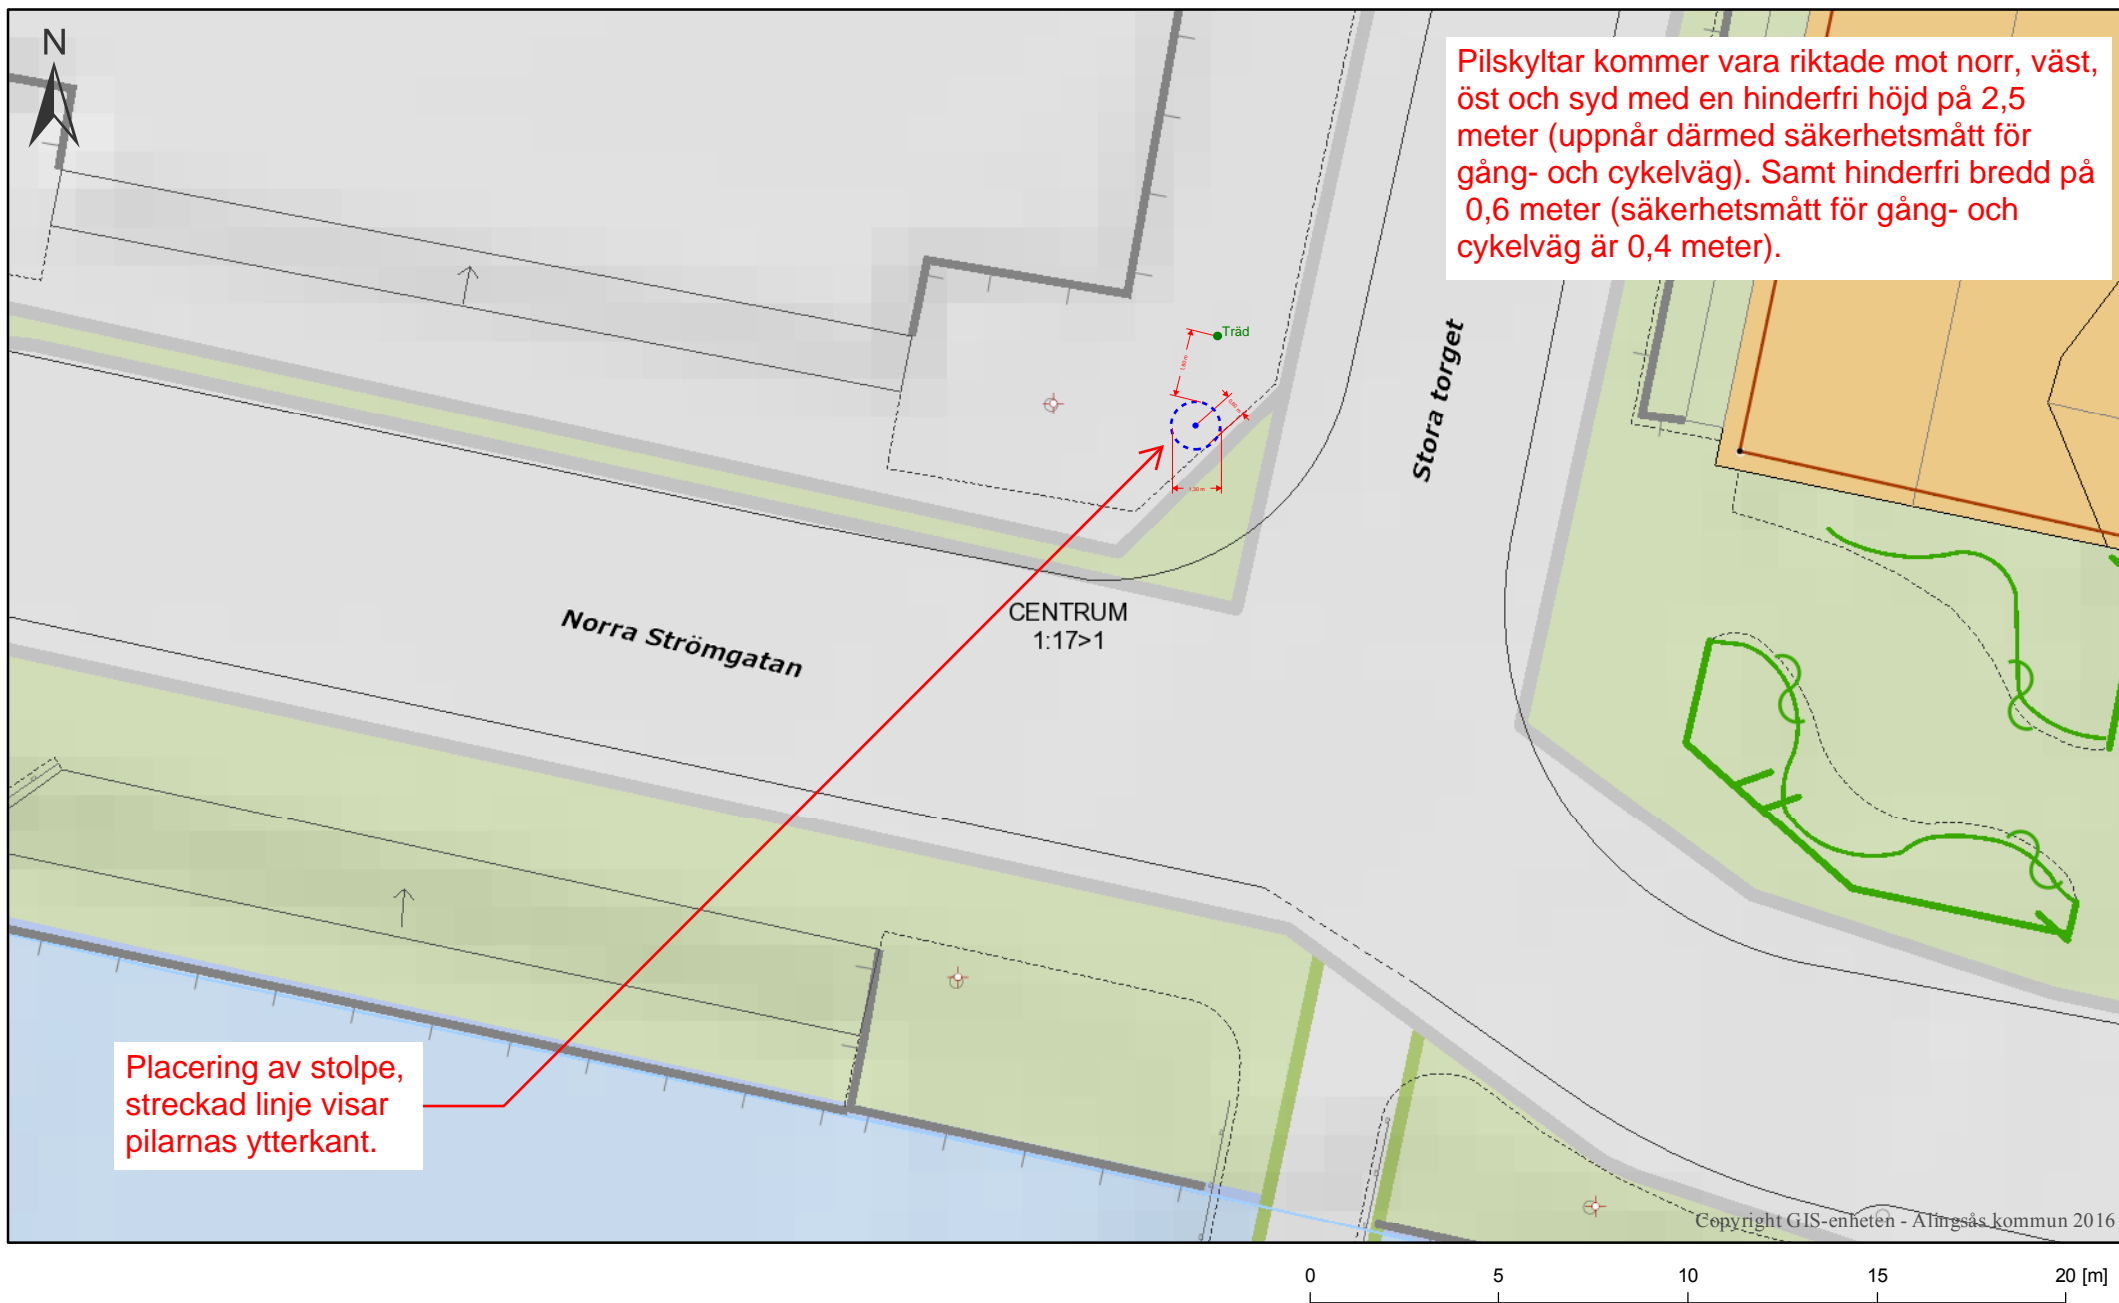 N
Pilskyltar kommer vara riktade mot norr, väst,
öst och syd med en hinderfri höjd på 2,5
meter (uppnår därmed säkerhetsmått för
gång- och cykelväg). Samt hinderfri bredd på
0,6 meter (säkerhetsmått för gång- och
cykelväg är 0,4 meter).
Träd
Stora torget
1,30 m
Norra Strömgatan
CENTRUM
1:17>1
Placering av stolpe,
streckad linje visar
pilarnas ytterkant.
Copyright GIS-enheten - Alingsås kommun 2016
0 5 10 15 20 [m]